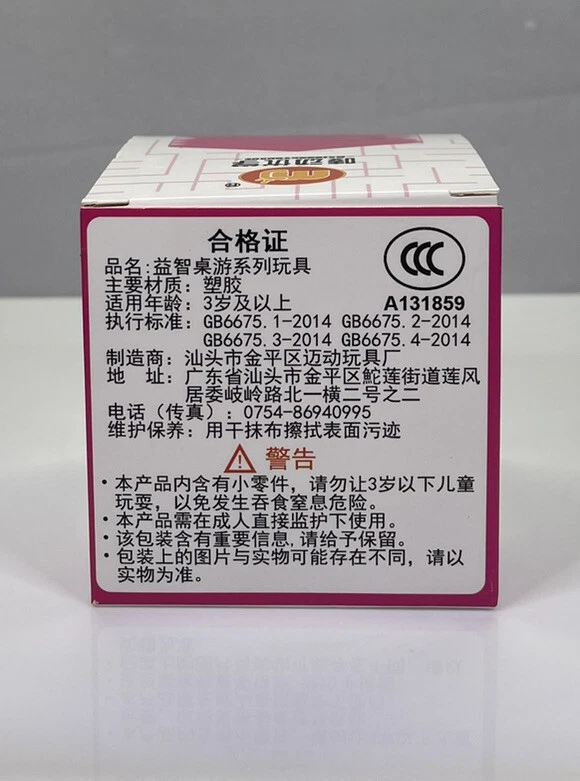 合格证
品名:益智桌游系列玩具
主要材质：塑胶
适用年龄：3岁及以上
A131859
执行标准：GB6675.1-2014 GB6675.2-2014
GB6675.3-2014 GB6675.4-2014
制造商：汕头市金平区迈动玩具厂
地 址：广东省汕头市金平区鮀莲街道莲风
居委岐岭路北一横二号之二
电话（传真）：0754-86940995
维护保养：用干抹布擦拭表面污迹
警告
·本产品内含有小零件，请勿让3岁以下儿童
玩耍，以免发生吞食窒息危险。
·本产品需在成人直接监护下使用。
·该包装含有重要信息,请给予保留。
·包装上的图片与实物可能存在不同，请以
实物为准。